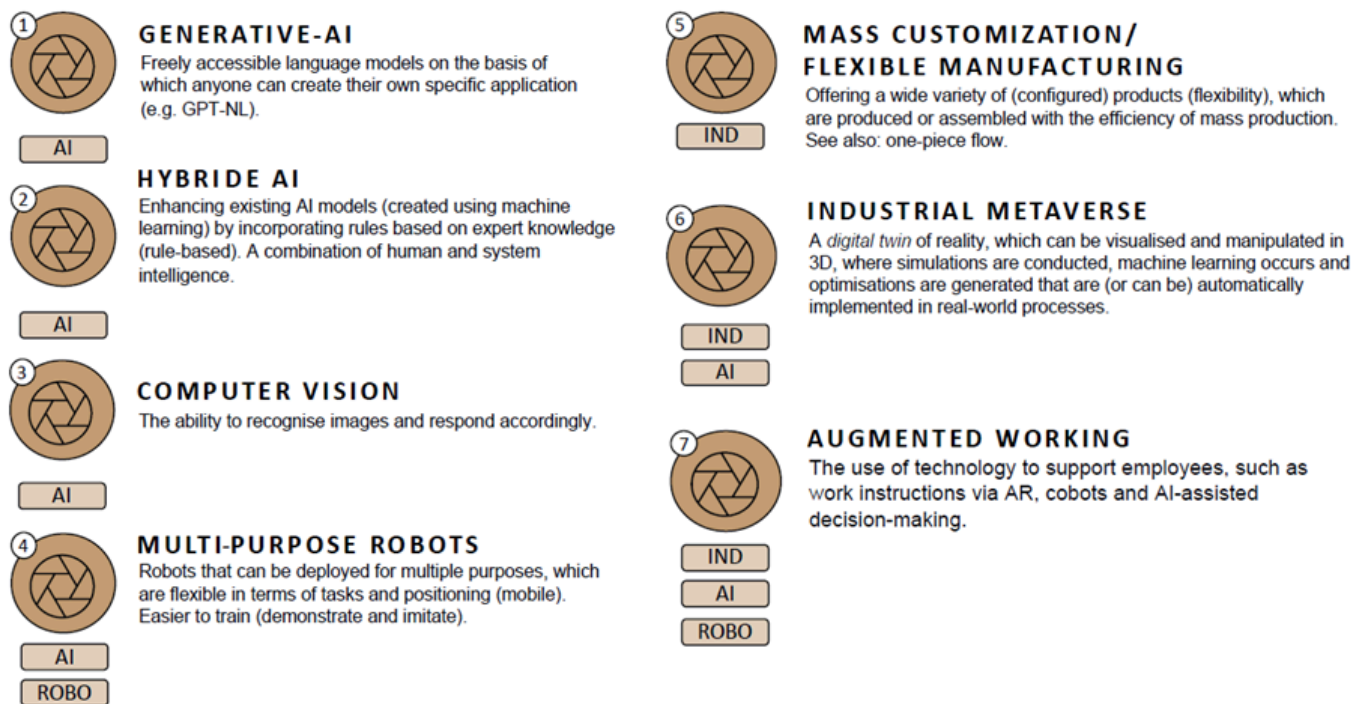 1
GENERATIVE-AI
Freely accessible language models on the basis of
which anyone can create their own specific application
(e.g. GPT-NL).
AI
2
HYBRIDE AI
Enhancing existing AI models (created using machine
learning) by incorporating rules based on expert knowledge
(rule-based). A combination of human and system
intelligence.
AI
3
COMPUTER VISION
The ability to recognise images and respond accordingly.
AI
4
MULTI-PURPOSE ROBOTS
Robots that can be deployed for multiple purposes, which
are flexible in terms of tasks and positioning (mobile).
Easier to train (demonstrate and imitate).
AI
ROBO
5
MASS CUSTOMIZATION/
FLEXIBLE MANUFACTURING
Offering a wide variety of (configured) products (flexibility), which
are produced or assembled with the efficiency of mass production.
See also: one-piece flow.
IND
6
INDUSTRIAL METAVERSE
A digital twin of reality, which can be visualised and manipulated in
3D, where simulations are conducted, machine learning occurs and
optimisations are generated that are (or can be) automatically
implemented in real-world processes.
IND
AI
7
AUGMENTED WORKING
The use of technology to support employees, such as
work instructions via AR, cobots and AI-assisted
decision-making.
IND
AI
ROBO